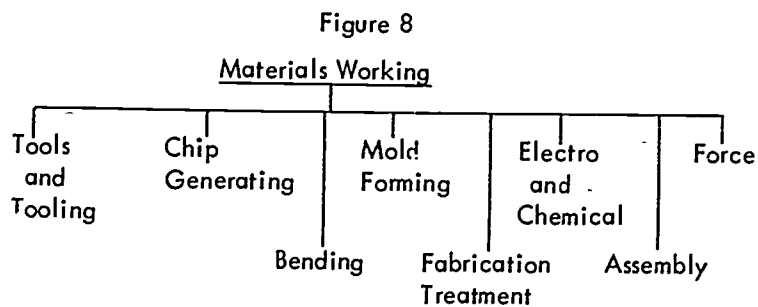 Figure 8
Materials Working
Tools
and
Tooling
Chip
Generating
Bending
Mold
Forming
Fabrication
Treatment
Electro
and
Chemical
Assembly
Force